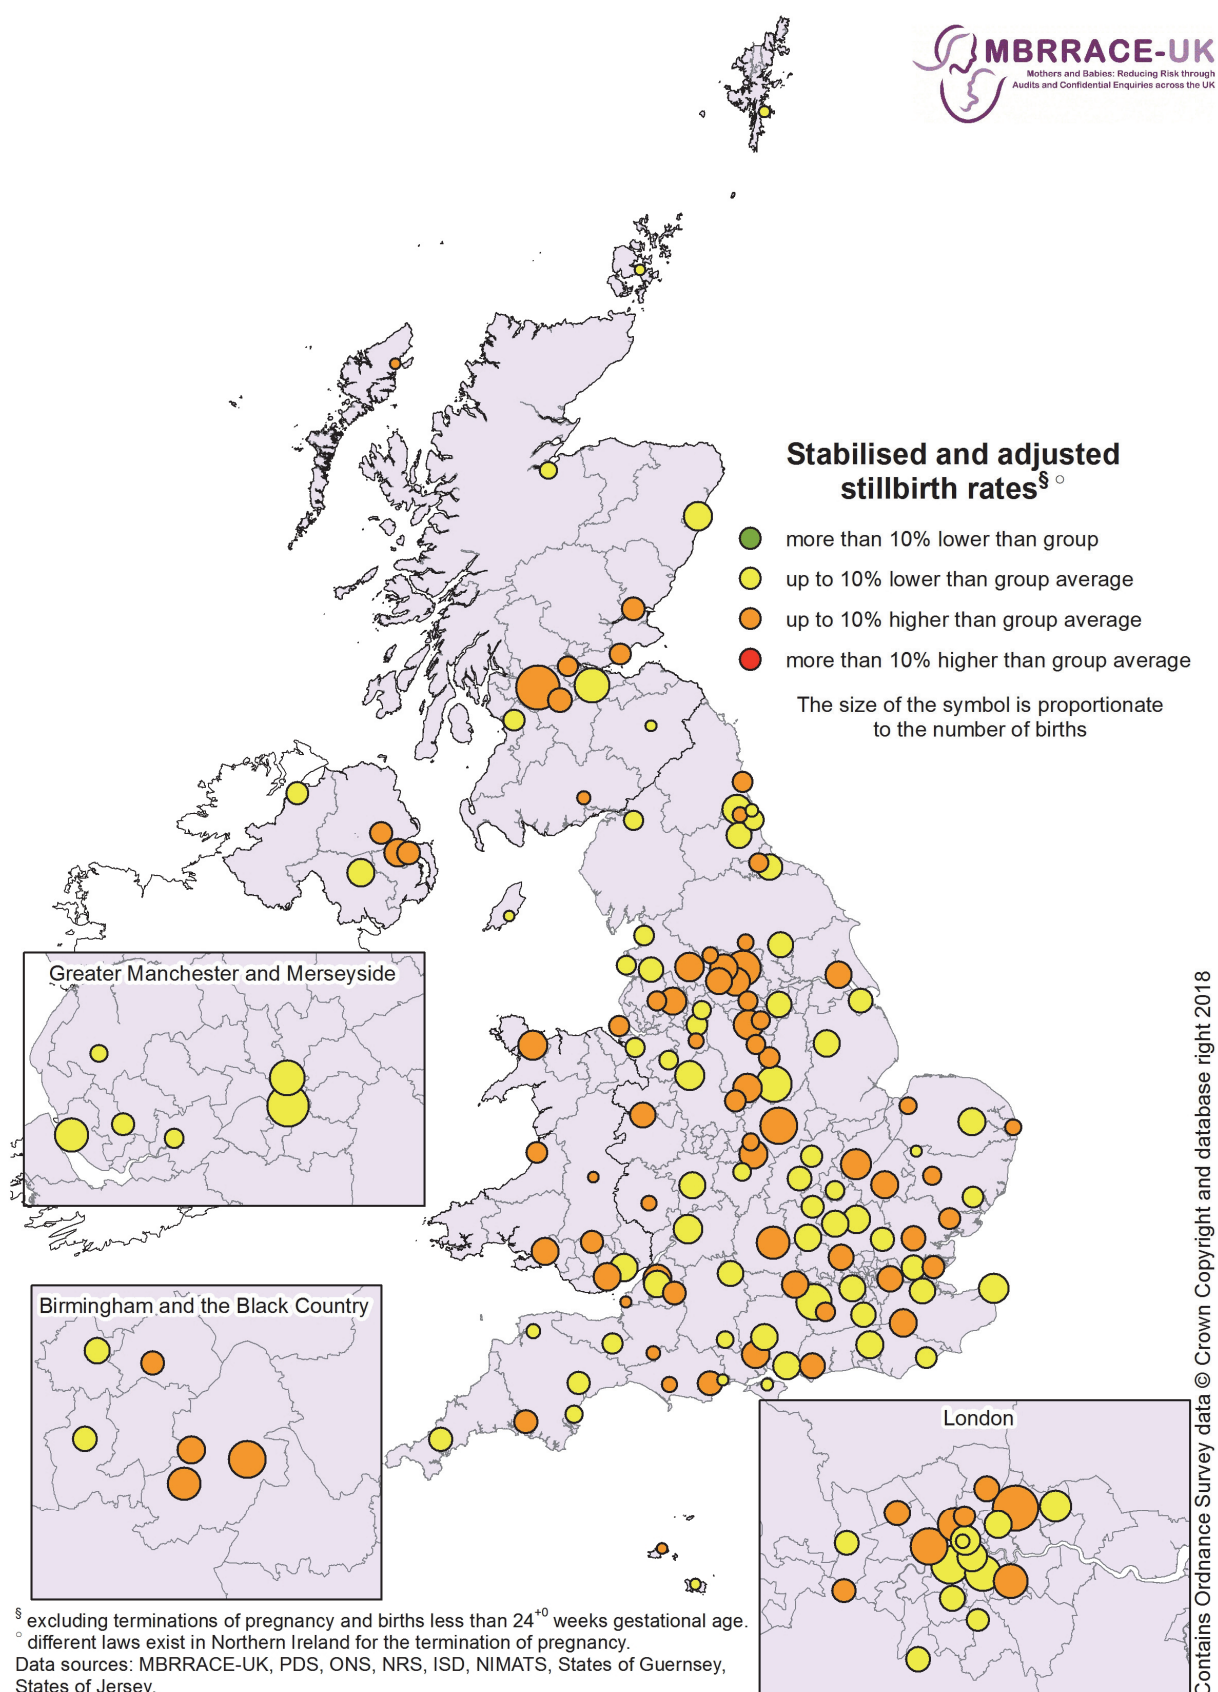 MBRRACE-UK
Mothers and Babies: Reducing Risk through
Audits and Confidential Enquiries across the UK
Stabilised and adjusted
stillbirth rates§ ○
more than 10% lower than group
up to 10% lower than group average
up to 10% higher than group average
more than 10% higher than group average
The size of the symbol is proportionate
to the number of births
Greater Manchester and Merseyside
Birmingham and the Black Country
London
§ excluding terminations of pregnancy and births less than 24+0 weeks gestational age.
○ different laws exist in Northern Ireland for the termination of pregnancy.
Data sources: MBRRACE-UK, PDS, ONS, NRS, ISD, NIMATS, States of Guernsey,
States of Jersey.
Contains Ordnance Survey data © Crown Copyright and database right 2018